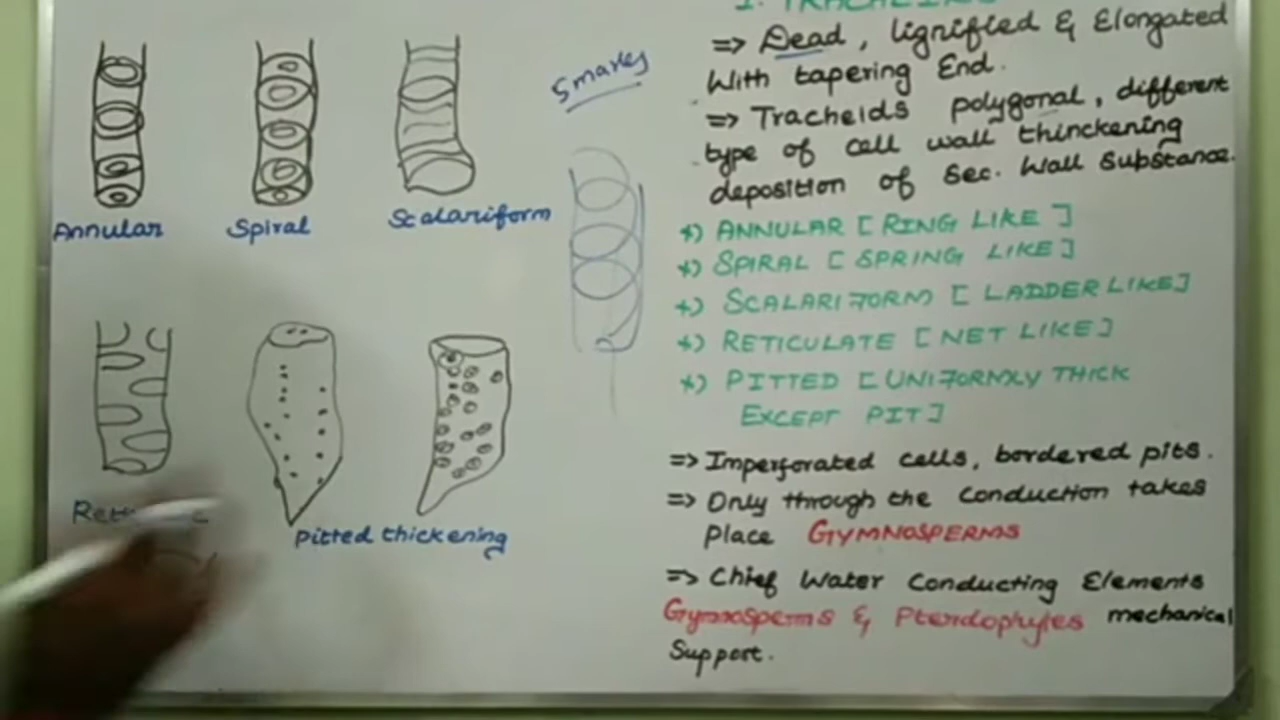 1. TRACHEIDS
=> Dead, lignified & Elongated
With tapering End.
=> Tracheids polygonal, different
type of cell wall thinckening
deposition of Sec. Wall Substance.
*) ANNULAR [RING LIKE]
*) SPIRAL [SPRING LIKE]
*) SCALARIFORM [LADDER LIKE]
*) RETICULATE [NET LIKE]
*) PITTED [UNIFORMLY THICK
EXCEPT PIT]
=> Imperforated cells, bordered pits.
=> Only through the conduction takes
Place GYMNOSPERMS
=> Chief Water Conducting Elements
Gymnosperms & Pteridophytes mechanical
Support.
5marks
Annular
Spiral
Scalariform
Pitted thickening